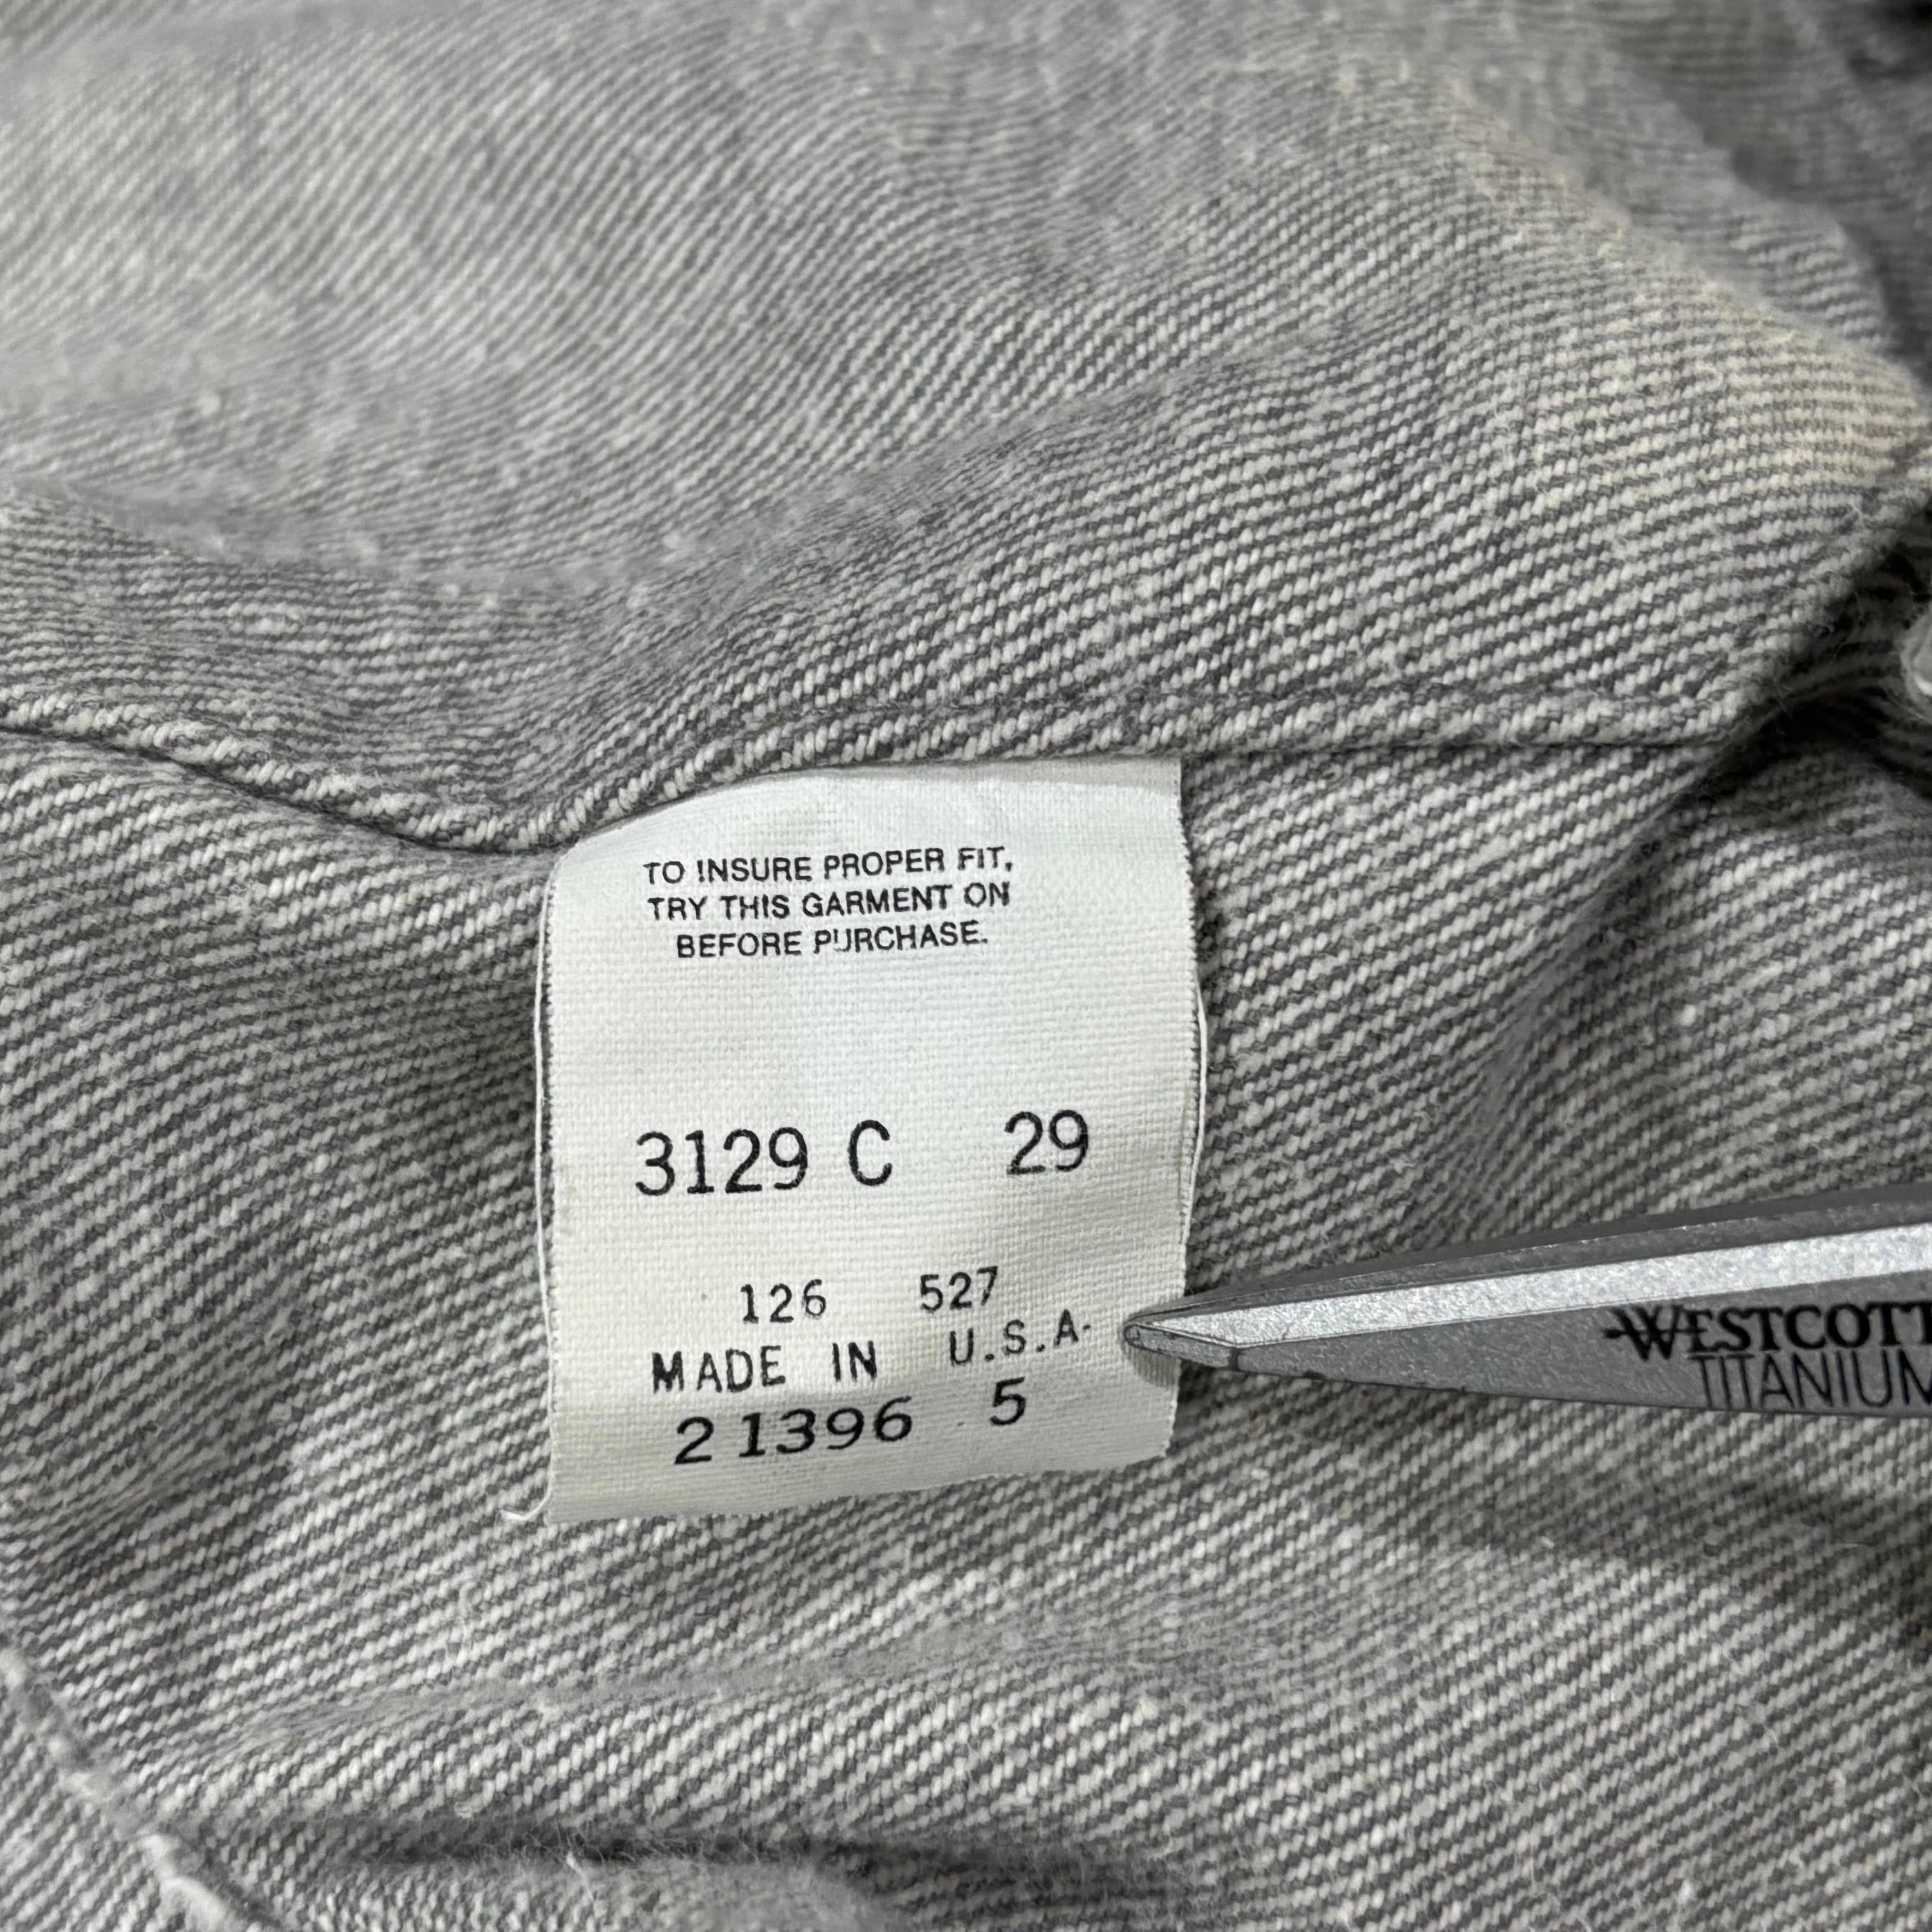 TO INSURE PROPER FIT,
TRY THIS GARMENT ON
BEFORE PURCHASE.
3129 C 29
126 527
MADE IN U.S.A.
21396 5
WESTCOTT
TITANIUM